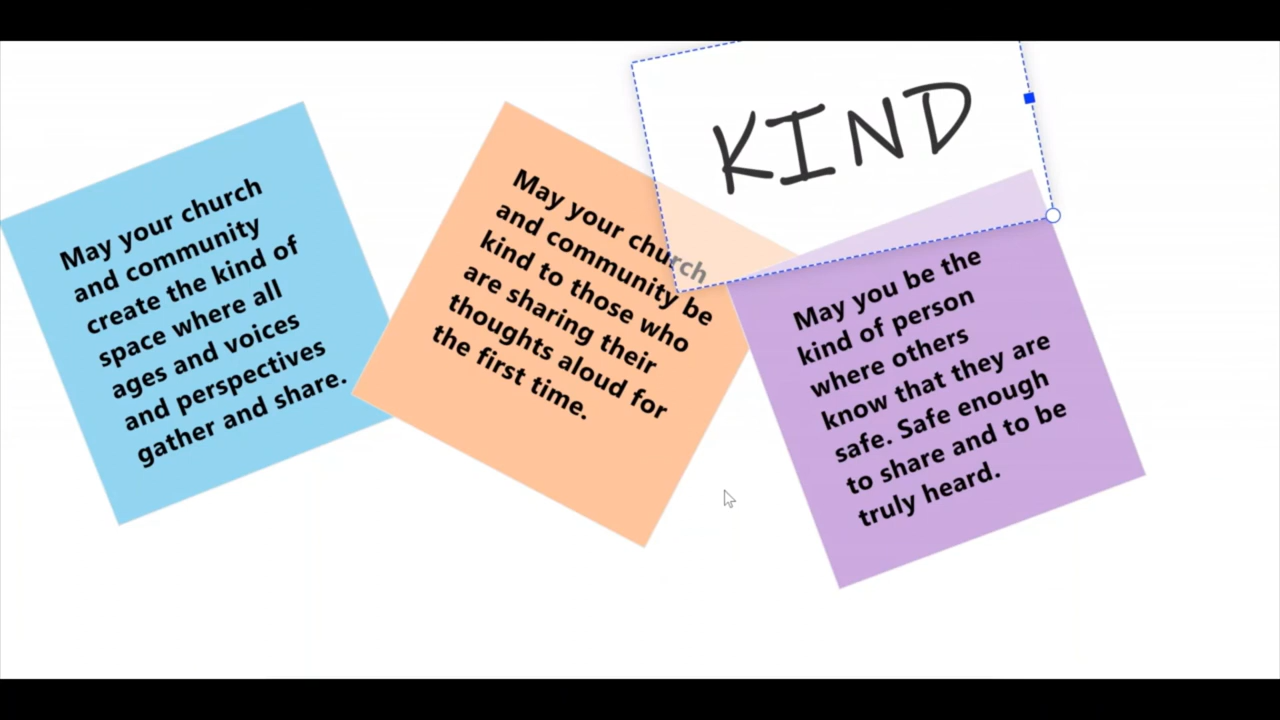 KIND
May your church
and community
create the kind of
space where all
ages and voices
and perspectives
gather and share.
May your church
and community be
kind to those who
are sharing their
thoughts aloud for
the first time.
May you be the
kind of person
where others
know that they are
safe. Safe enough
to share and to be
truly heard.